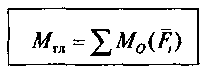 M_гл = ∑ M_O(F̄_i)